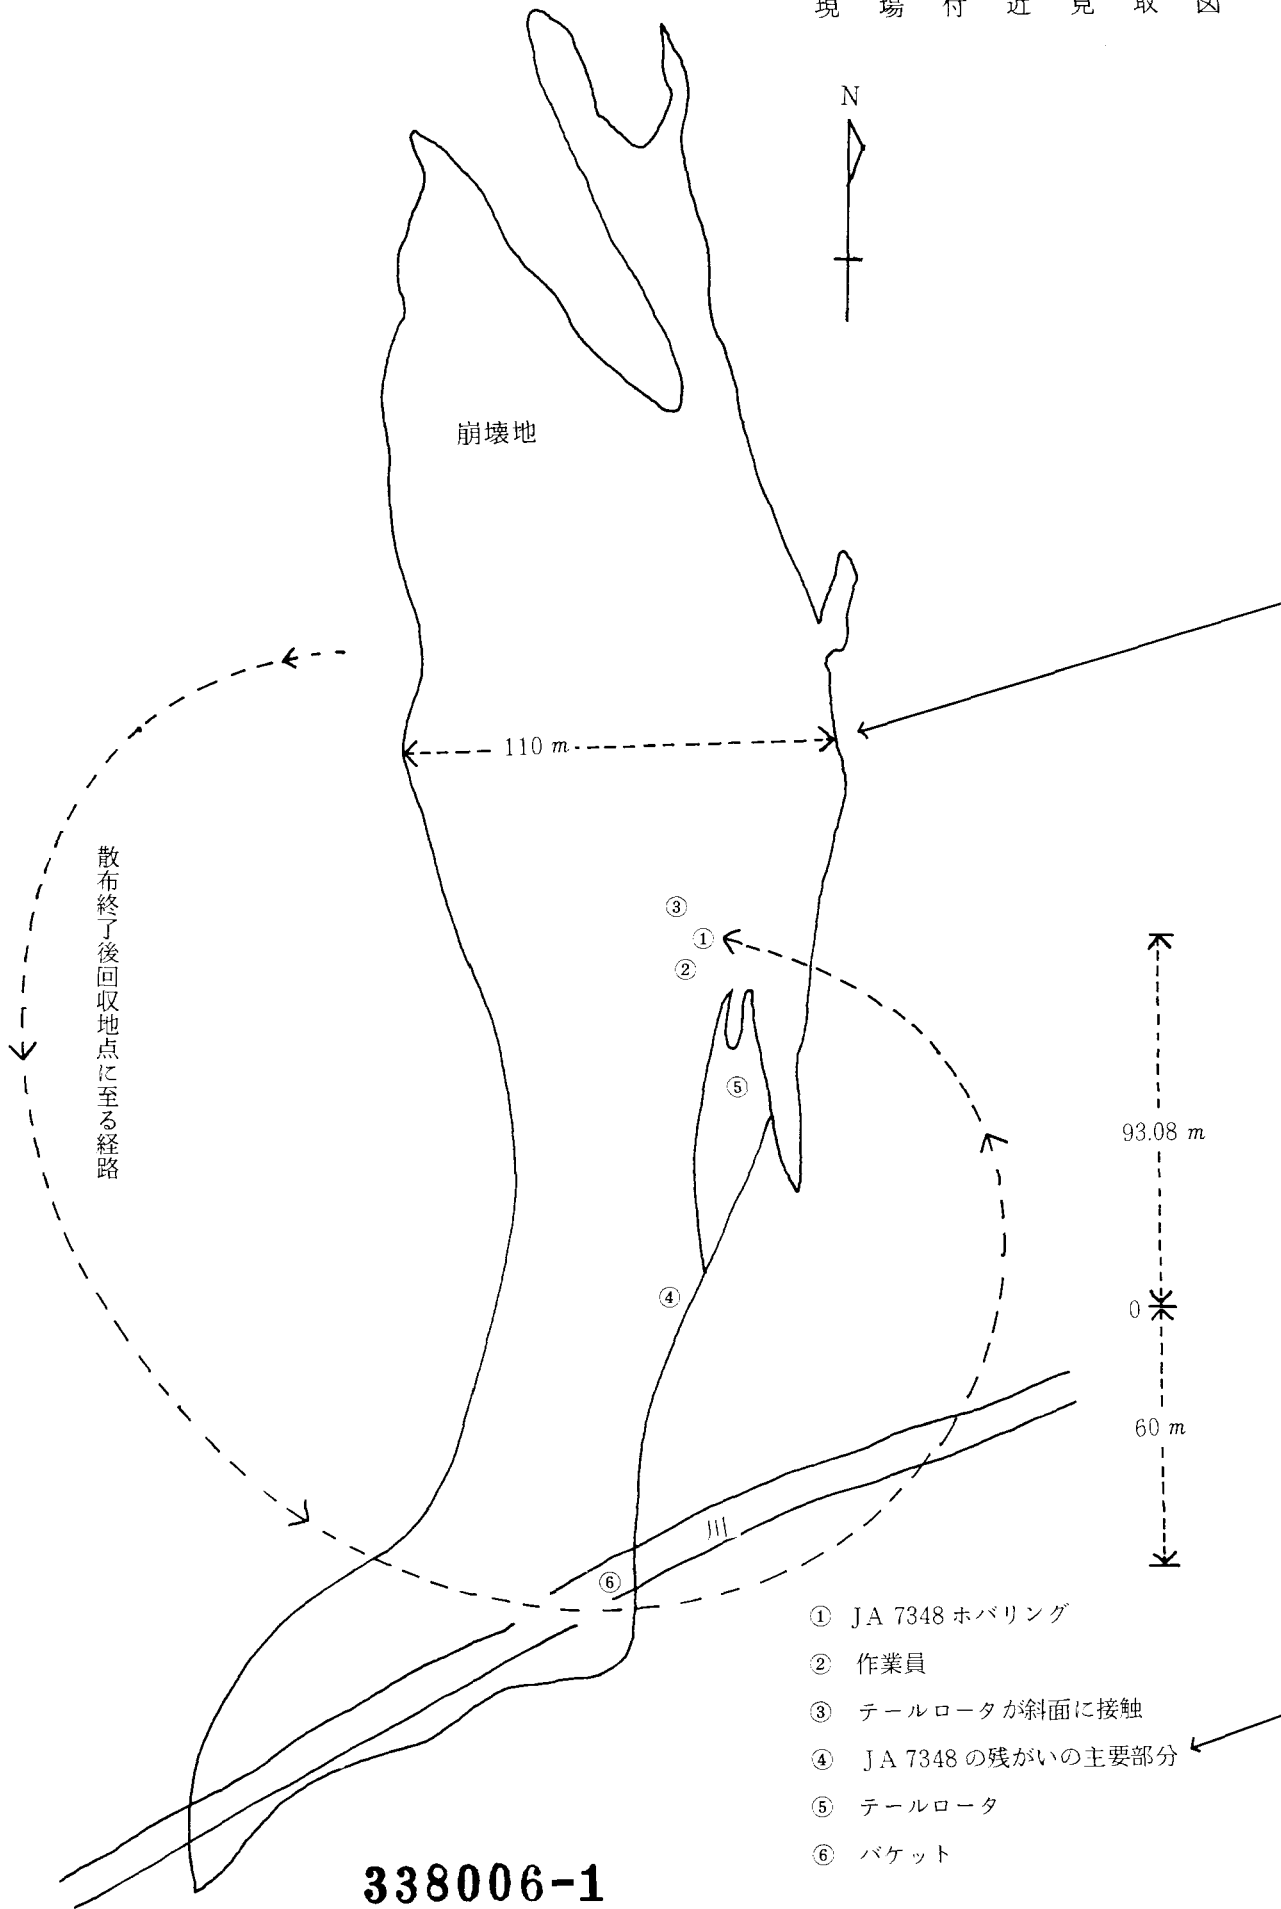 現場付近見取図
N
崩壊地
110 m
散布終了後回収地点に至る経路
③
①
②
⑤
93.08 m
④
0
60 m
川
⑥
① JA 7348 ホバリング
② 作業員
③ テールロータが斜面に接触
④ JA 7348 の残がいの主要部分
⑤ テールロータ
⑥ バケット
338006-1